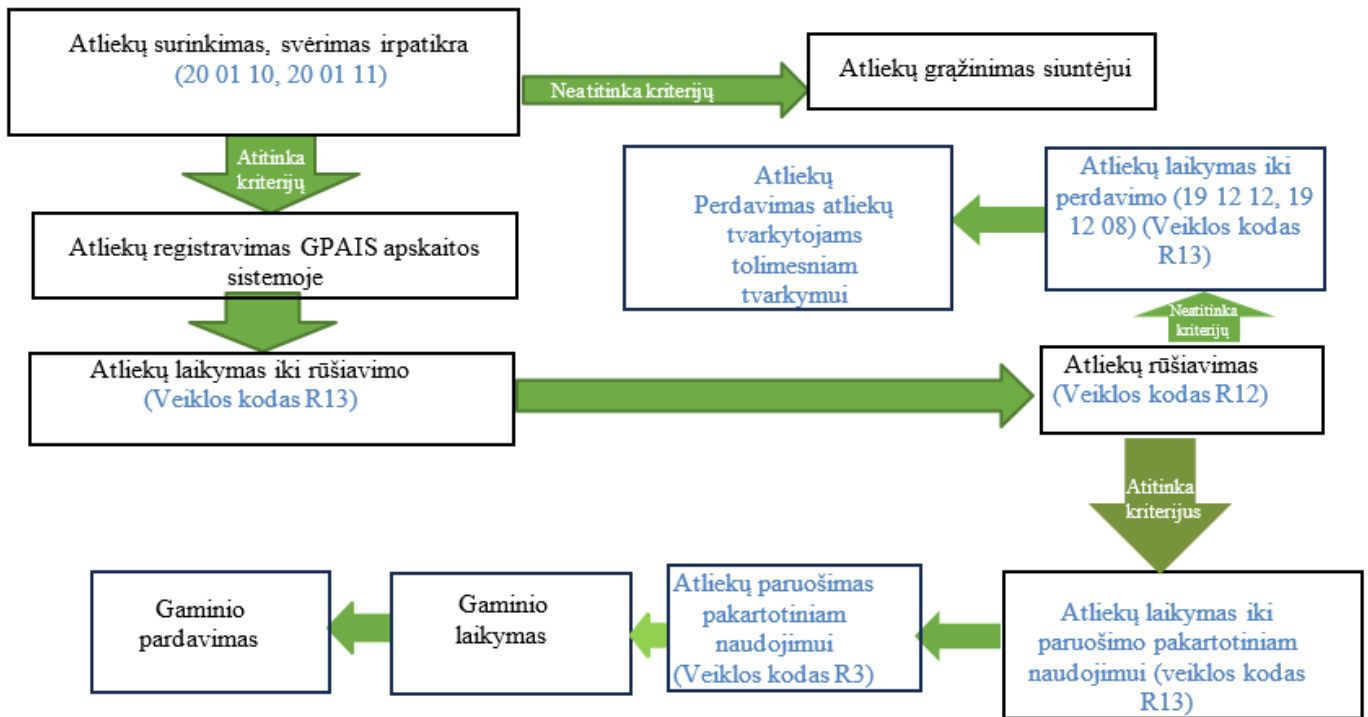 Atliekų surinkimas, svėrimas irpatikra
(20 01 10, 20 01 11)
Neatitinka kriterijų
Atliekų grąžinimas siuntėjui
Atitinka
kriterijų
Atliekų registravimas GPAIS apskaitos
sistemoje
Atliekų
Perdavimas atliekų
tvarkytojams
tolimesniam
tvarkymui
Atliekų laikymas iki
perdavimo (19 12 12, 19
12 08) (Veiklos kodas
R13)
Neatitinka
kriterijų
Atliekų laikymas iki rūšiavimo
(Veiklos kodas R13)
Atliekų rūšiavimas
(Veiklos kodas R12)
Atitinka
kriterijus
Gaminio
pardavimas
Gaminio
laikymas
Atliekų paruošimas
pakartotiniam
naudojimui
(Veiklos kodas R3)
Atliekų laikymas iki
paruošimo pakartotiniam
naudojimui (veiklos kodas
R13)